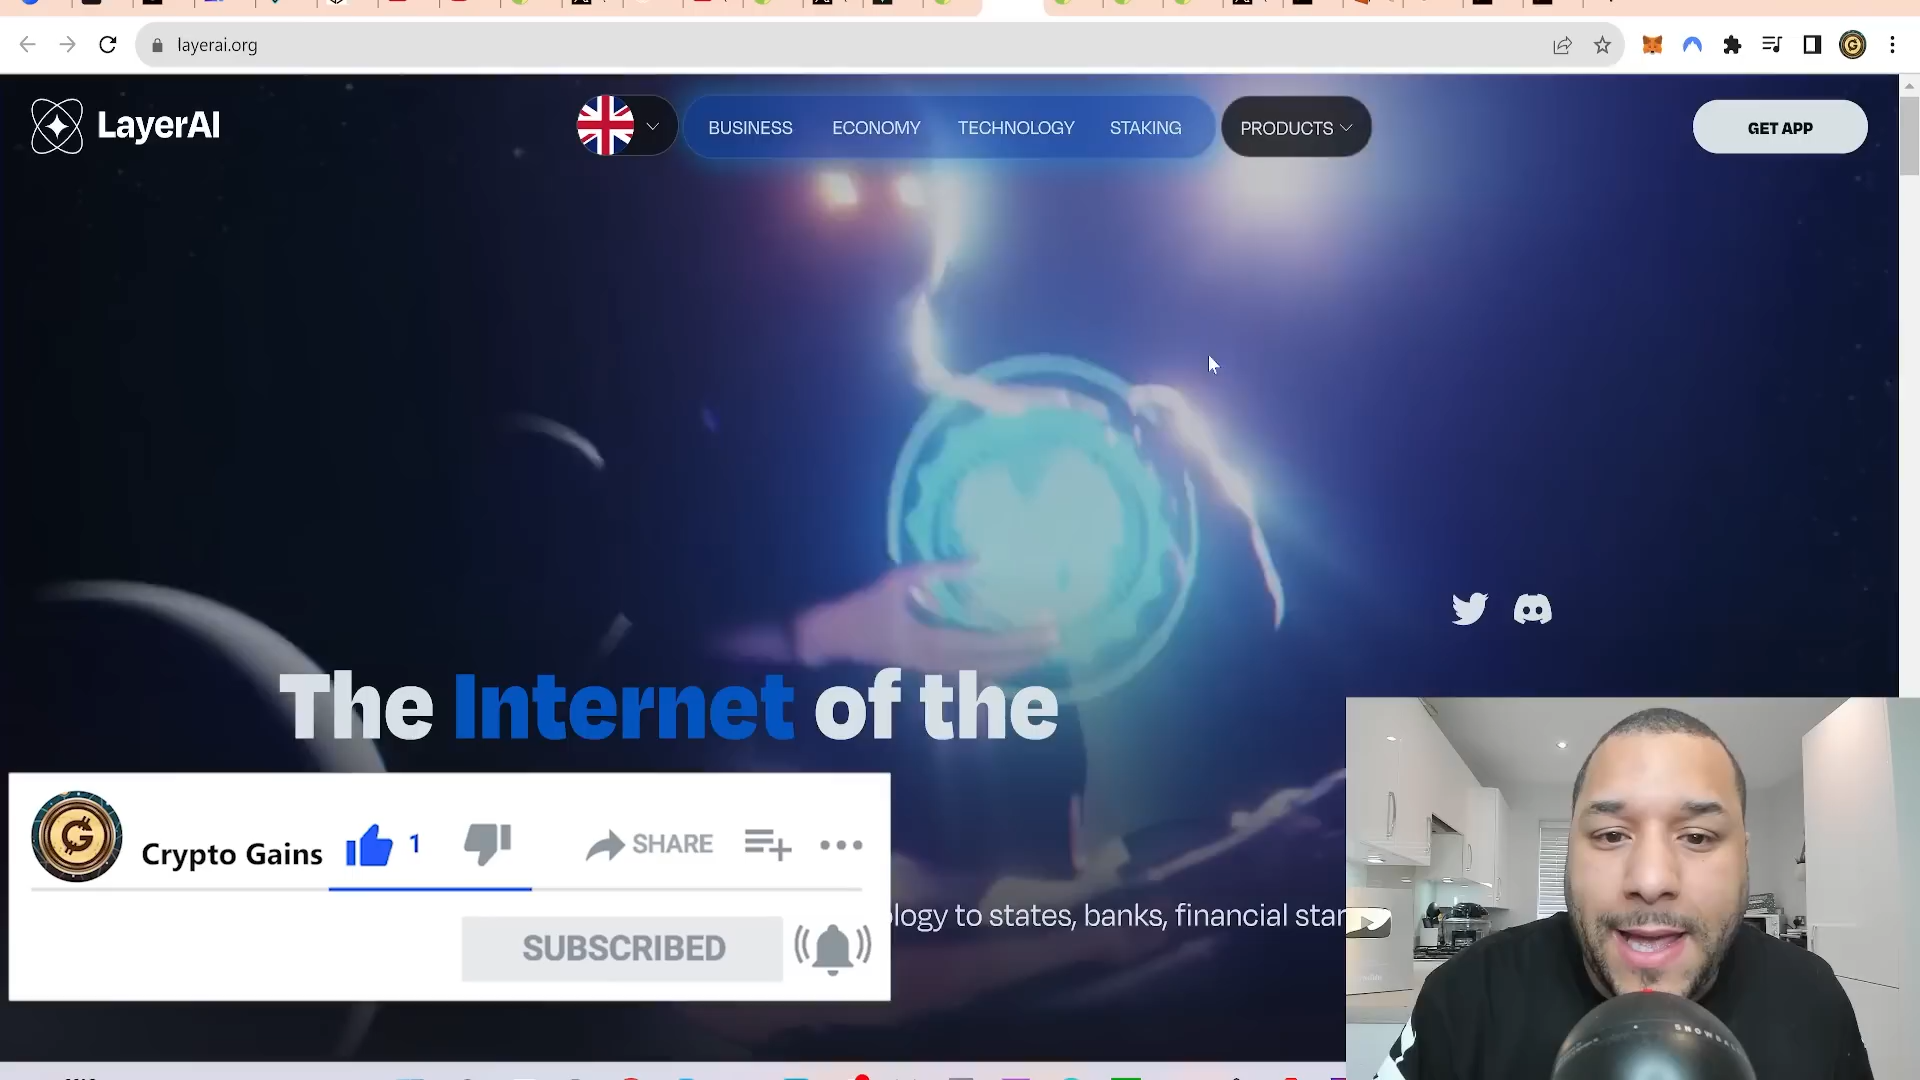 layerai.org
LayerAI
BUSINESS ECONOMY TECHNOLOGY STAKING PRODUCTS
GET APP
The Internet of the
logy to states, banks, financial star
Crypto Gains 1 SHARE
SUBSCRIBED
SNOWBA